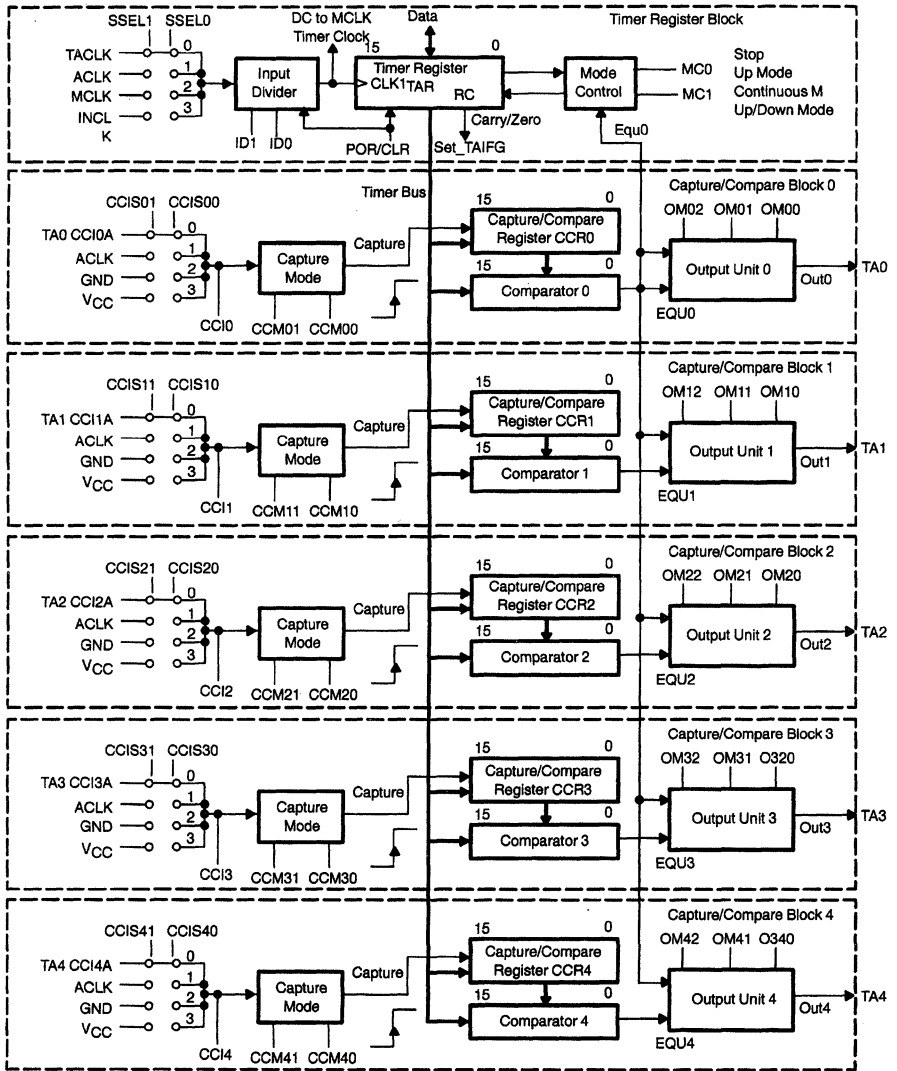 SSEL1 SSEL0
DC to MCLK
Timer Clock
Data
Timer Register Block
TACLK
ACLK
MCLK
INCL
K
0
1
2
3
Input
Divider
ID1 ID0
15 0
Timer Register
CLK1 TAR
RC
POR/CLR
Carry/Zero
Set_TAIFG
Mode
Control
MC0
MC1
Stop
Up Mode
Continuous M
Up/Down Mode
Equ0
Timer Bus
CCIS01 CCIS00
TA0 CCI0A
ACLK
GND
VCC
0
1
2
3
CCI0
Capture
Mode
CCM01 CCM00
Capture
15 0
Capture/Compare
Register CCR0
15 0
Comparator 0
Capture/Compare Block 0
OM02 OM01 OM00
Output Unit 0
EQU0
Out0
TA0
CCIS11 CCIS10
TA1 CCI1A
ACLK
GND
VCC
0
1
2
3
CCI1
Capture
Mode
CCM11 CCM10
Capture
15 0
Capture/Compare
Register CCR1
15 0
Comparator 1
Capture/Compare Block 1
OM12 OM11 OM10
Output Unit 1
EQU1
Out1
TA1
CCIS21 CCIS20
TA2 CCI2A
ACLK
GND
VCC
0
1
2
3
CCI2
Capture
Mode
CCM21 CCM20
Capture
15 0
Capture/Compare
Register CCR2
15 0
Comparator 2
Capture/Compare Block 2
OM22 OM21 OM20
Output Unit 2
EQU2
Out2
TA2
CCIS31 CCIS30
TA3 CCI3A
ACLK
GND
VCC
0
1
2
3
CCI3
Capture
Mode
CCM31 CCM30
Capture
15 0
Capture/Compare
Register CCR3
15 0
Comparator 3
Capture/Compare Block 3
OM32 OM31 O320
Output Unit 3
EQU3
Out3
TA3
CCIS41 CCIS40
TA4 CCI4A
ACLK
GND
VCC
0
1
2
3
CCI4
Capture
Mode
CCM41 CCM40
Capture
15 0
Capture/Compare
Register CCR4
15 0
Comparator 4
Capture/Compare Block 4
OM42 OM41 O340
Output Unit 4
EQU4
Out4
TA4